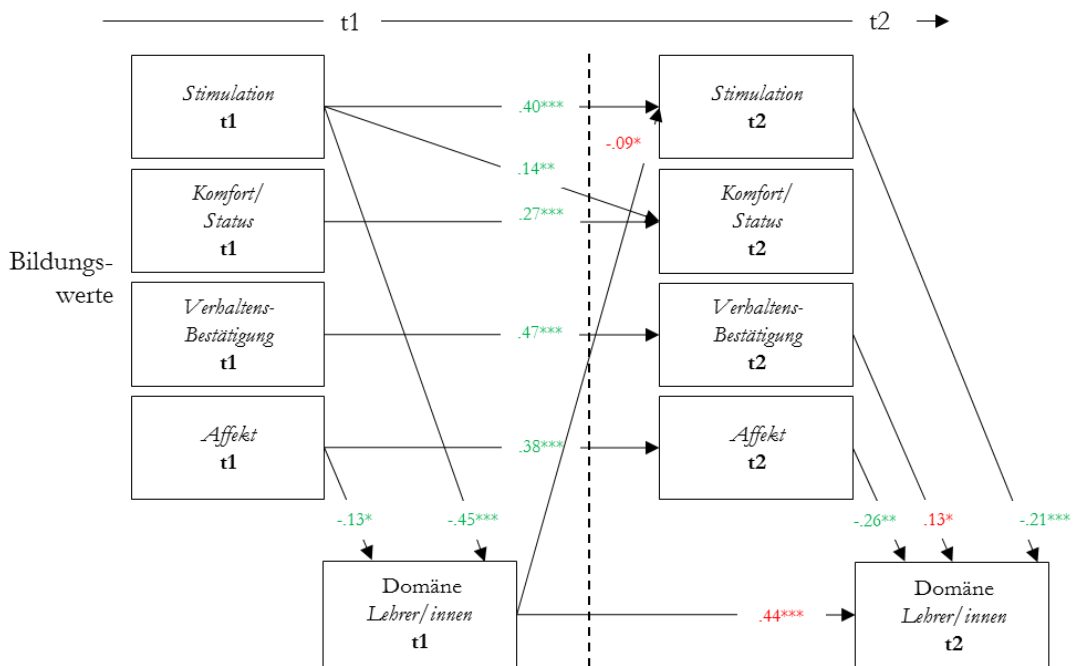 t1
t2
Stimulation
t1
.40***
Stimulation
t2
-.09*
.14**
Komfort/
Status
t1
.27***
Komfort/
Status
t2
Bildungs-
werte
Verhaltens-
Bestätigung
t1
.47***
Verhaltens-
Bestätigung
t2
Affekt
t1
.38***
Affekt
t2
-.13*
-.45***
-.26**
.13*
-.21***
Domäne
Lehrer/innen
t1
.44***
Domäne
Lehrer/innen
t2